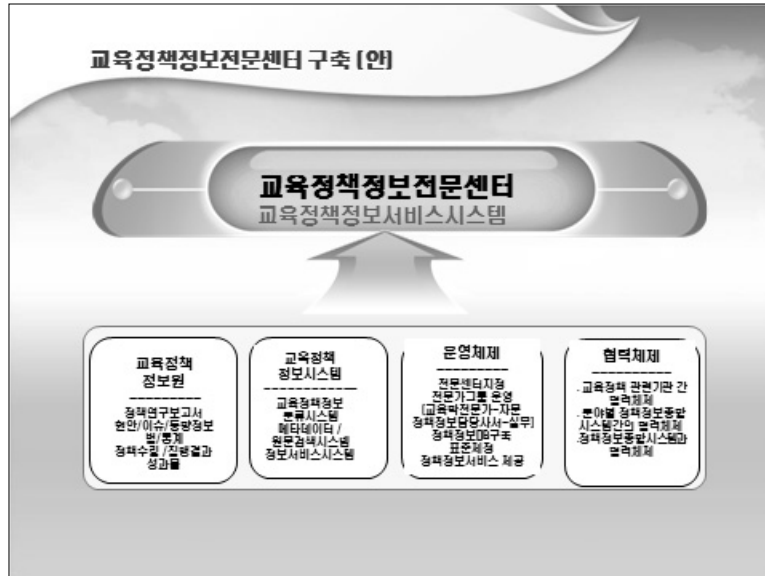 교육정책정보전문센터 구축 (안)
교육정책정보전문센터
교육정책정보서비스시스템
교육정책
정보원
정책연구보고서
현안/이슈/동향정보
법/통계
정책수립/집행결과
성과물
교육정책
정보시스템
교육정책정보
분류시스템
메타데이터 /
원문검색시스템
정보서비스시스템
운영체제
전문센터지정
전문가그룹 운영
[교육학전문가-자문
정책정보담당사서-실무]
정책정보DB구축
표준제정
정책정보서비스 제공
협력체제
. 교육정책 관련기관 간
협력체제
. 분야별 정책정보종합
시스템간의 협력체제
.정책정보종합시스템과
협력체제